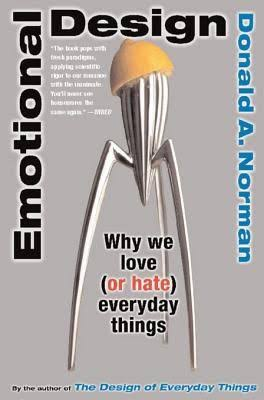 Emotional
Design
Donald A. Norman
"The book pops with
fresh paradigms,
applying scientific
rigor to our romance
with the inanimate.
You'll never see
housewares the
same again." —WIRED
Why we
love
(or hate)
everyday
things
By the author of The Design of Everyday Things